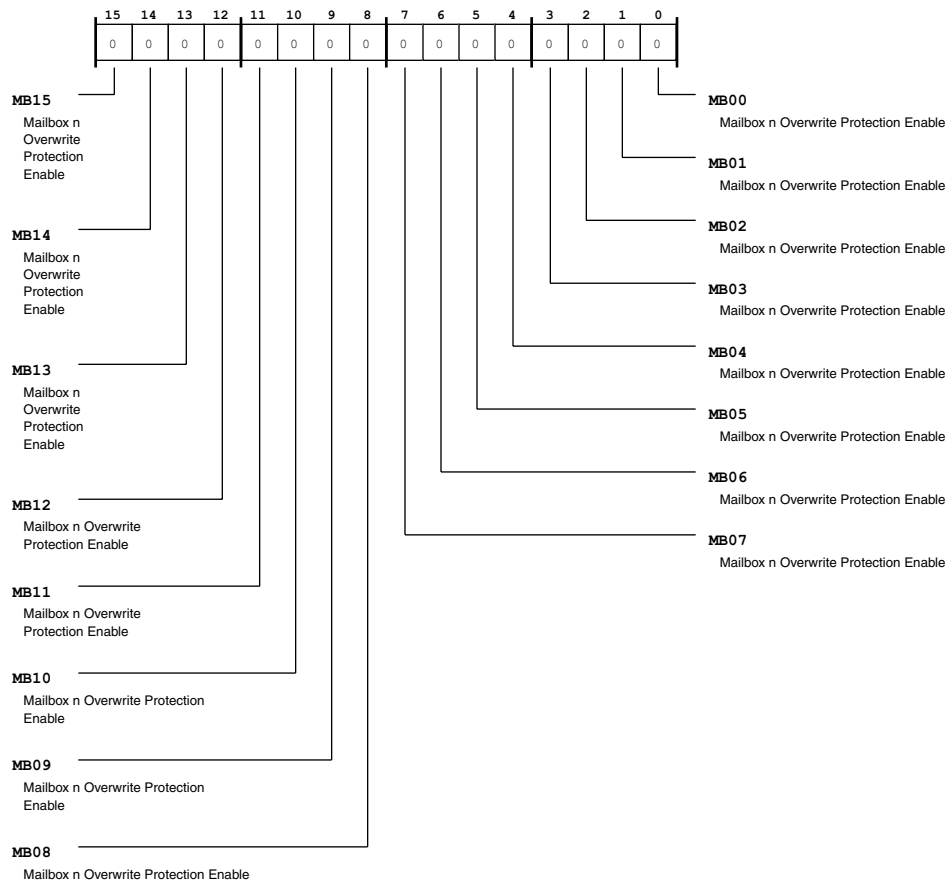 15 14 13 12 11 10 9 8 7 6 5 4 3 2 1 0
0 0 0 0 0 0 0 0 0 0 0 0 0 0 0 0
MB15
Mailbox n
Overwrite
Protection
Enable
MB14
Mailbox n
Overwrite
Protection
Enable
MB13
Mailbox n
Overwrite
Protection
Enable
MB12
Mailbox n Overwrite
Protection Enable
MB11
Mailbox n Overwrite
Protection Enable
MB10
Mailbox n Overwrite Protection
Enable
MB09
Mailbox n Overwrite Protection
Enable
MB08
Mailbox n Overwrite Protection Enable
MB00
Mailbox n Overwrite Protection Enable
MB01
Mailbox n Overwrite Protection Enable
MB02
Mailbox n Overwrite Protection Enable
MB03
Mailbox n Overwrite Protection Enable
MB04
Mailbox n Overwrite Protection Enable
MB05
Mailbox n Overwrite Protection Enable
MB06
Mailbox n Overwrite Protection Enable
MB07
Mailbox n Overwrite Protection Enable